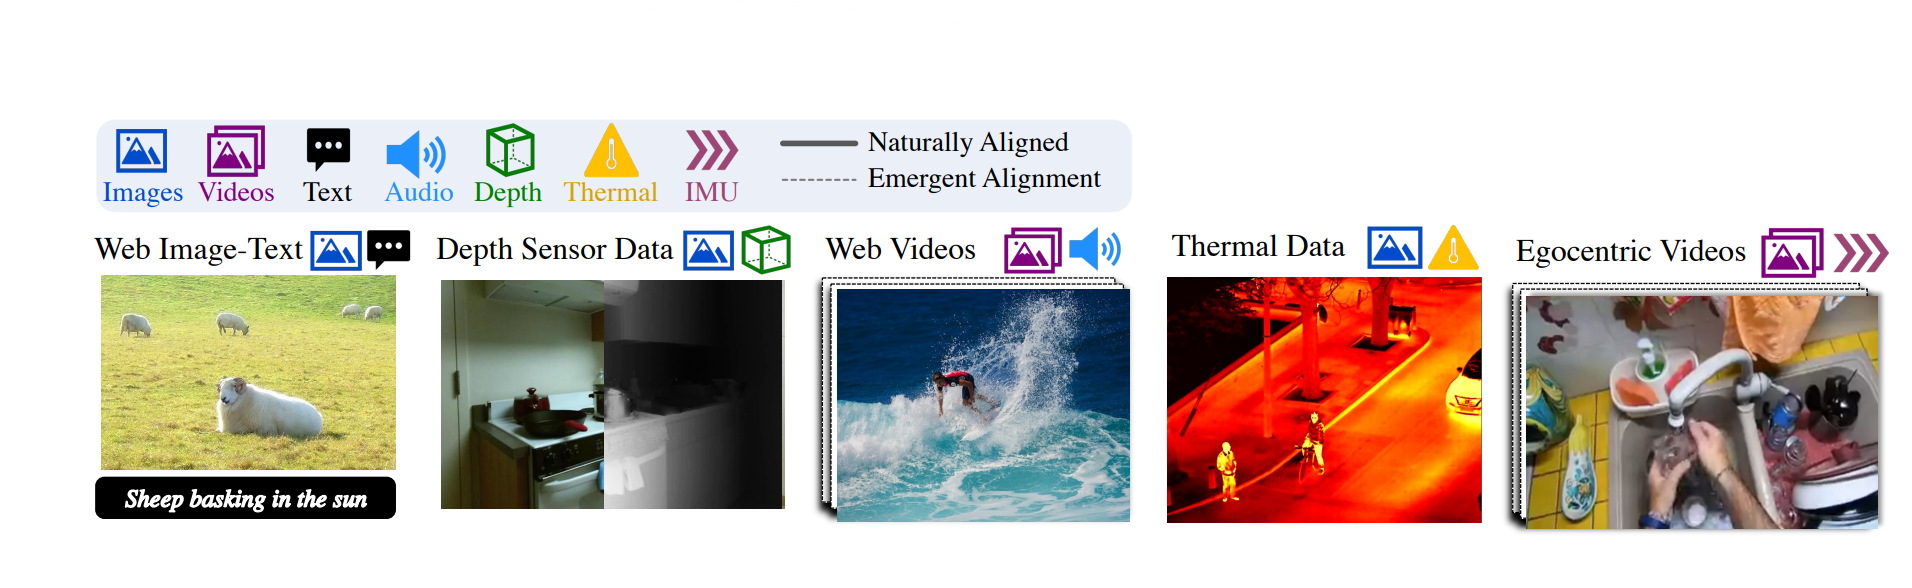 Images Videos Text Audio Depth Thermal IMU
Naturally Aligned
Emergent Alignment
Web Image-Text
Depth Sensor Data
Web Videos
Thermal Data
Egocentric Videos
Sheep basking in the sun